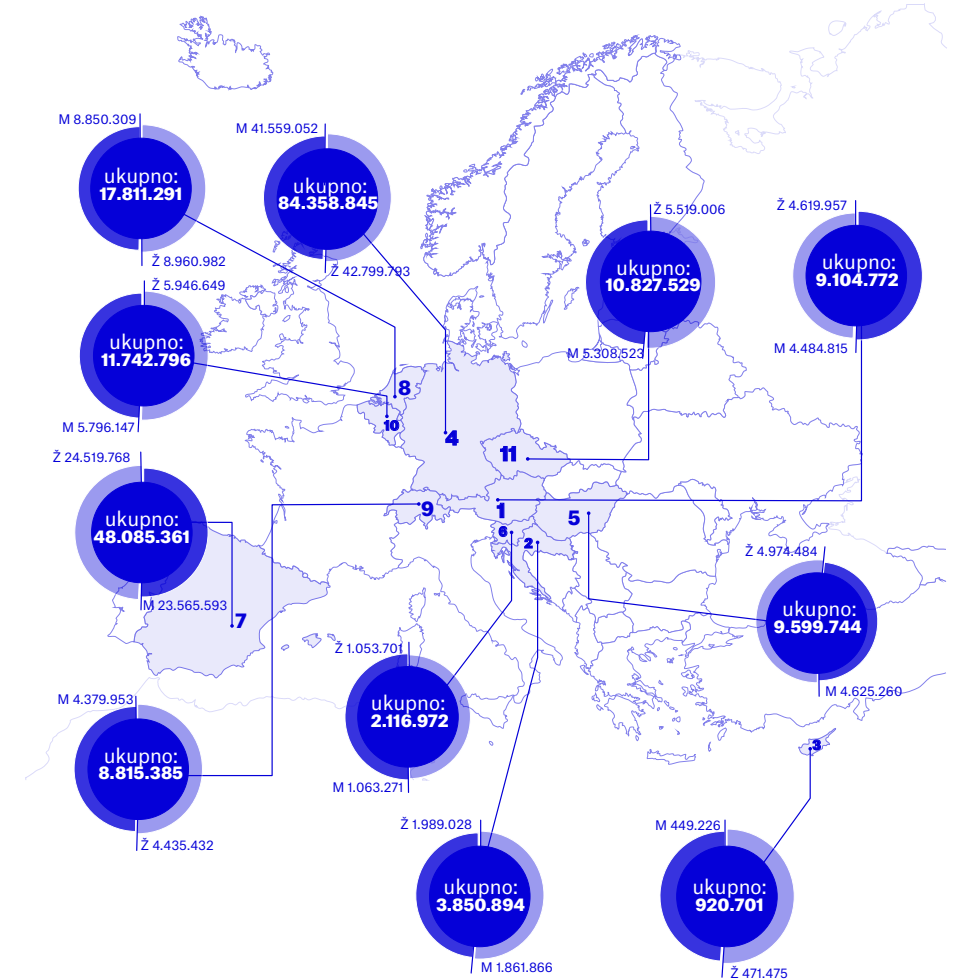 M 8.850.309
ukupno:
17.811.291
Ž 8.960.982
M 41.559.052
ukupno:
84.358.845
Ž 42.799.793
Ž 5.519.006
ukupno:
10.827.529
M 5.308.523
Ž 4.619.957
ukupno:
9.104.772
M 4.484.815
Ž 5.946.649
ukupno:
11.742.796
M 5.796.147
8
10
4
11
9
1
5
6
2
7
3
Ž 24.519.768
ukupno:
48.085.361
M 23.565.593
Ž 4.974.484
ukupno:
9.599.744
M 4.625.260
Ž 1.053.701
ukupno:
2.116.972
M 1.063.271
M 4.379.953
ukupno:
8.815.385
Ž 4.435.432
Ž 1.989.028
ukupno:
3.850.894
M 1.861.866
M 449.226
ukupno:
920.701
Ž 471.475